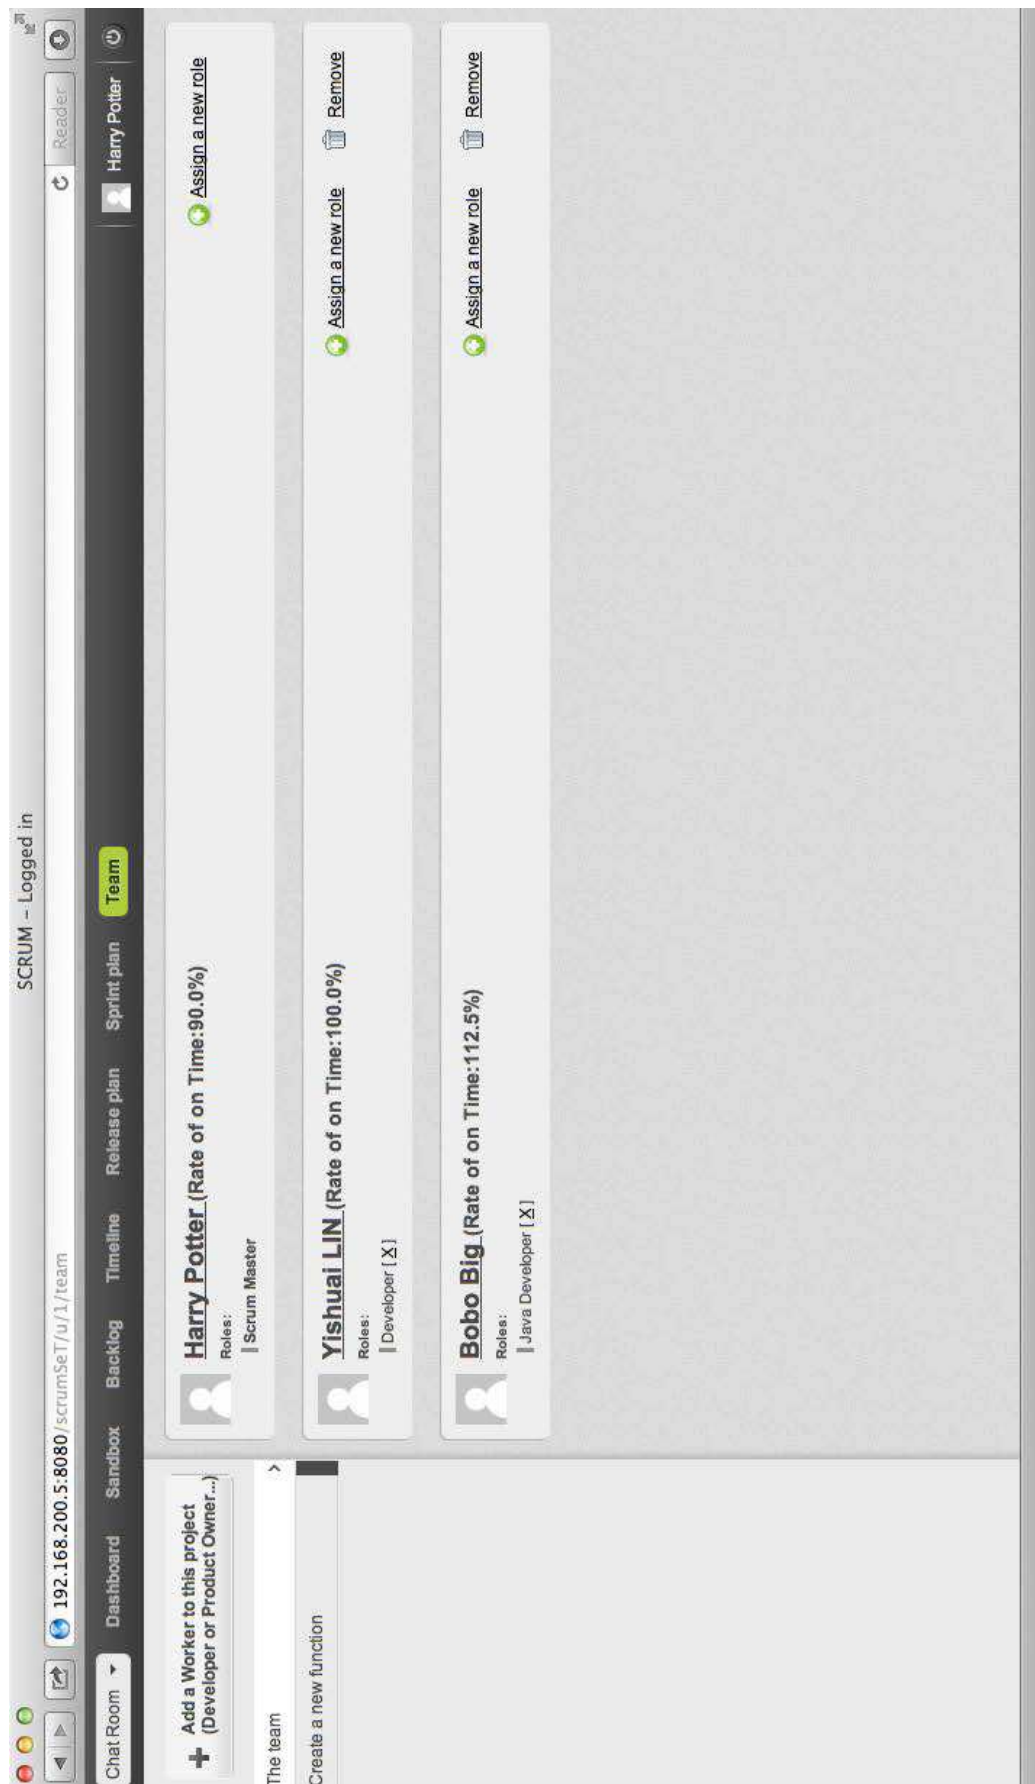 SCRUM – Logged in
192.168.200.5:8080/scrumSeT/u/1/team
Reader
Chat Room
Dashboard
Sandbox
Backlog
Timeline
Release plan
Sprint plan
Team
Harry Potter
Add a Worker to this project
(Developer or Product Owner...)
The team
Create a new function
Harry Potter (Rate of on Time:90.0%)
Roles:
Scrum Master
Assign a new role
Yishuai LIN (Rate of on Time:100.0%)
Roles:
Developer [X]
Assign a new role
Remove
Bobo Big (Rate of on Time:112.5%)
Roles:
Java Developer [X]
Assign a new role
Remove